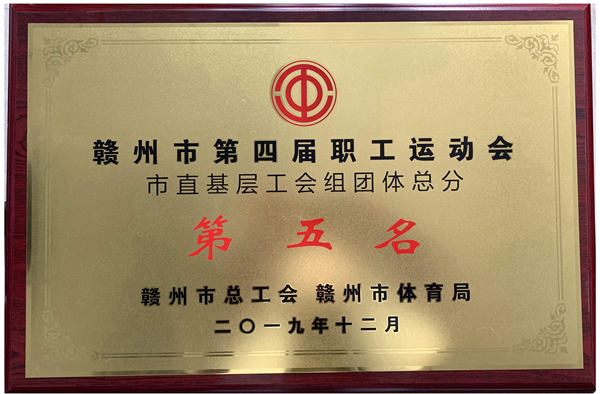 赣州市第四届职工运动会
市直基层工会组团体总分
第五名
赣州市总工会 赣州市体育局
二〇一九年十二月